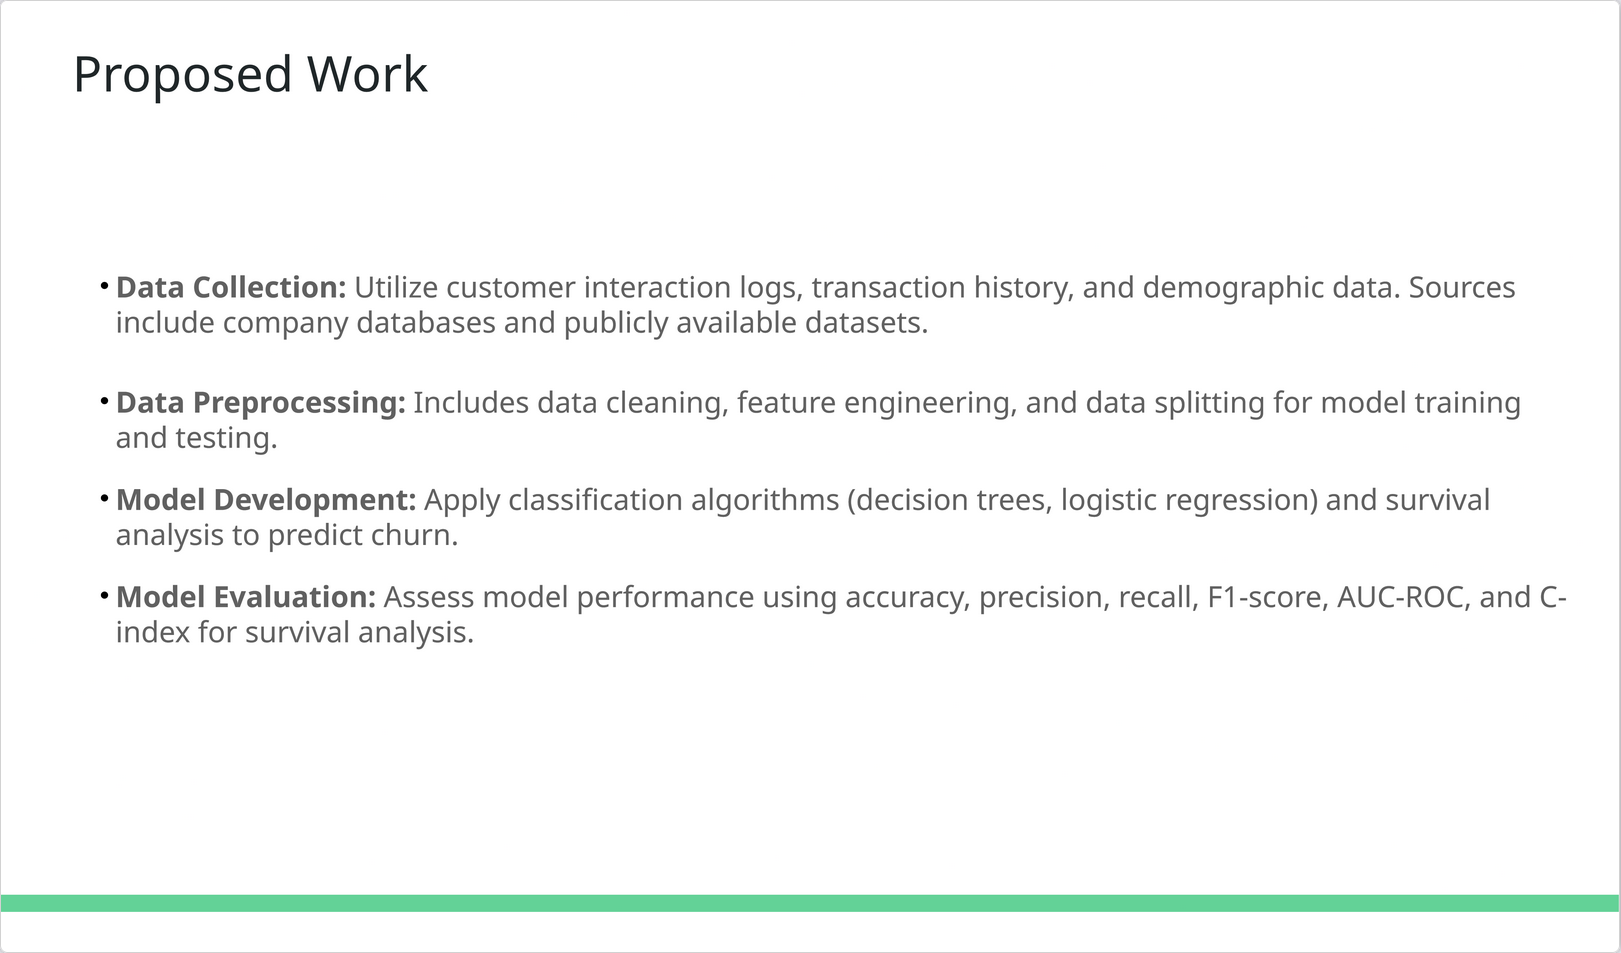 Proposed Work
• Data Collection: Utilize customer interaction logs, transaction history, and demographic data. Sources
include company databases and publicly available datasets.
• Data Preprocessing: Includes data cleaning, feature engineering, and data splitting for model training
and testing.
• Model Development: Apply classification algorithms (decision trees, logistic regression) and survival
analysis to predict churn.
• Model Evaluation: Assess model performance using accuracy, precision, recall, F1-score, AUC-ROC, and C-
index for survival analysis.